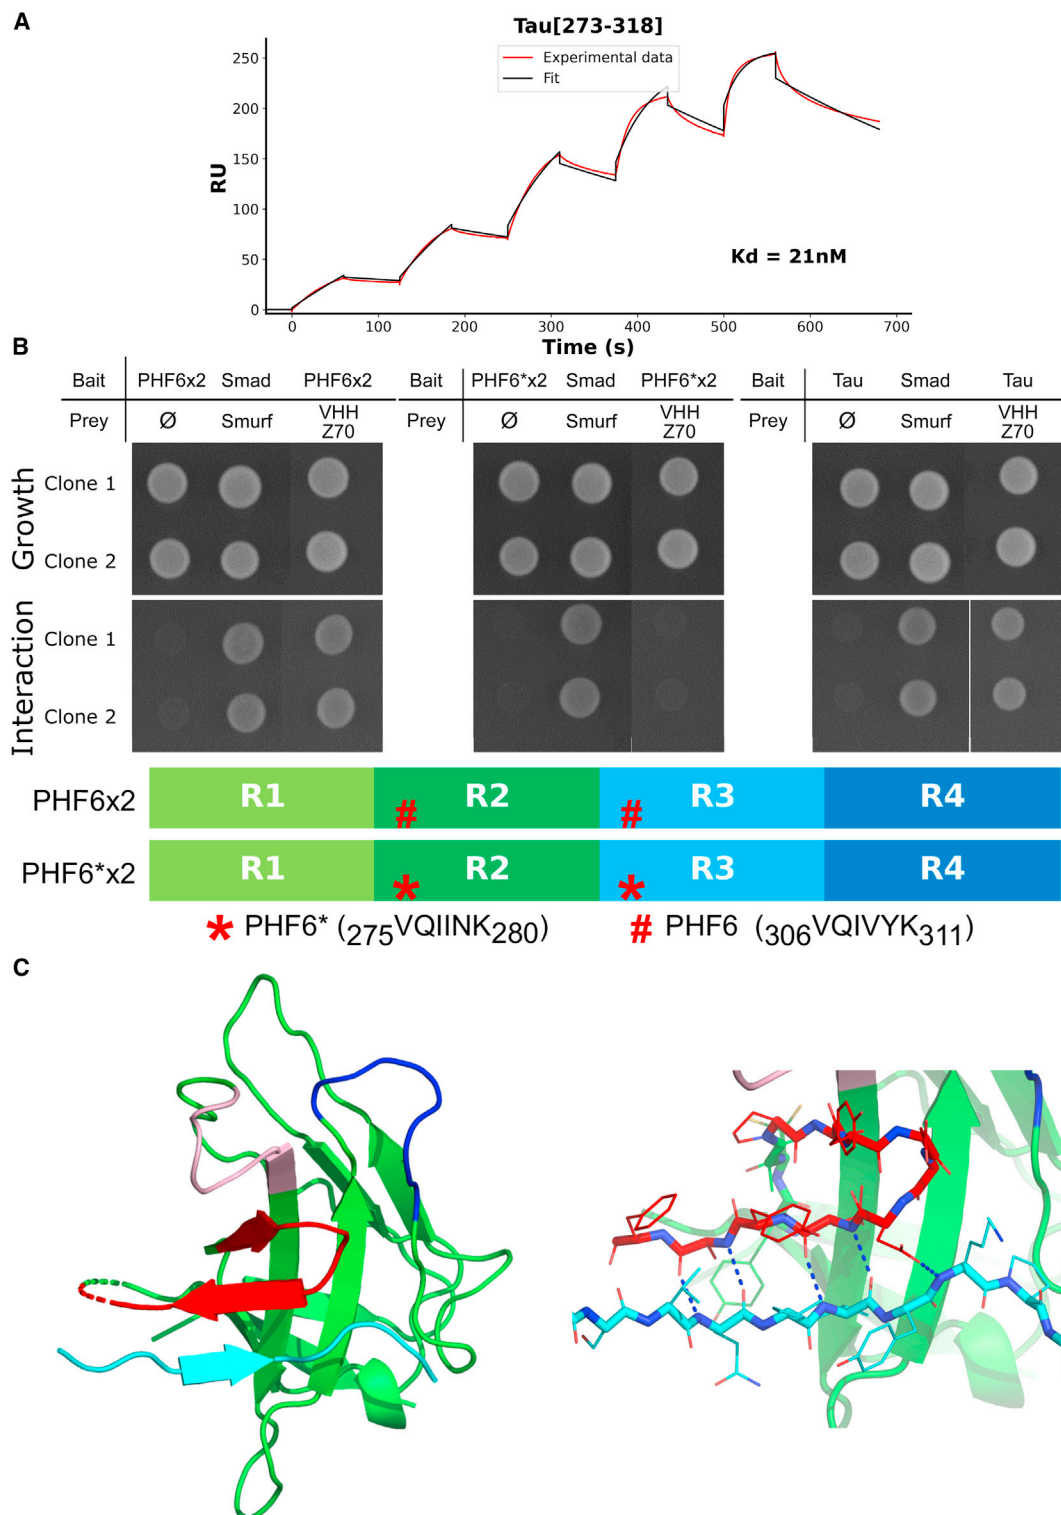 A
Tau[273-318]
Experimental data
Fit
RU
250
200
150
100
50
0
Kd = 21nM
0 100 200 300 400 500 600 700
Time (s)
B
Bait PHF6x2 Smad PHF6x2 Bait PHF6*x2 Smad PHF6*x2 Bait Tau Smad Tau
Prey Ø Smurf VHH Z70 Prey Ø Smurf VHH Z70 Prey Ø Smurf VHH Z70
Growth
Clone 1
Clone 2
Interaction
Clone 1
Clone 2
PHF6x2 R1 # R2 # R3 R4
PHF6*x2 R1 * R2 * R3 R4
* PHF6* (275VQIINK280) # PHF6 (306VQIVYK311)
C